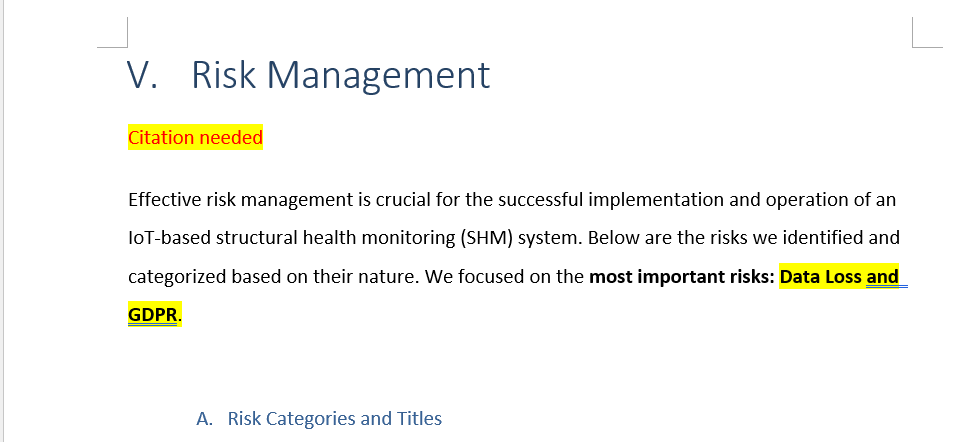 V. Risk Management
Citation needed
Effective risk management is crucial for the successful implementation and operation of an
IoT-based structural health monitoring (SHM) system. Below are the risks we identified and
categorized based on their nature. We focused on the most important risks: Data Loss and
GDPR.
A. Risk Categories and Titles